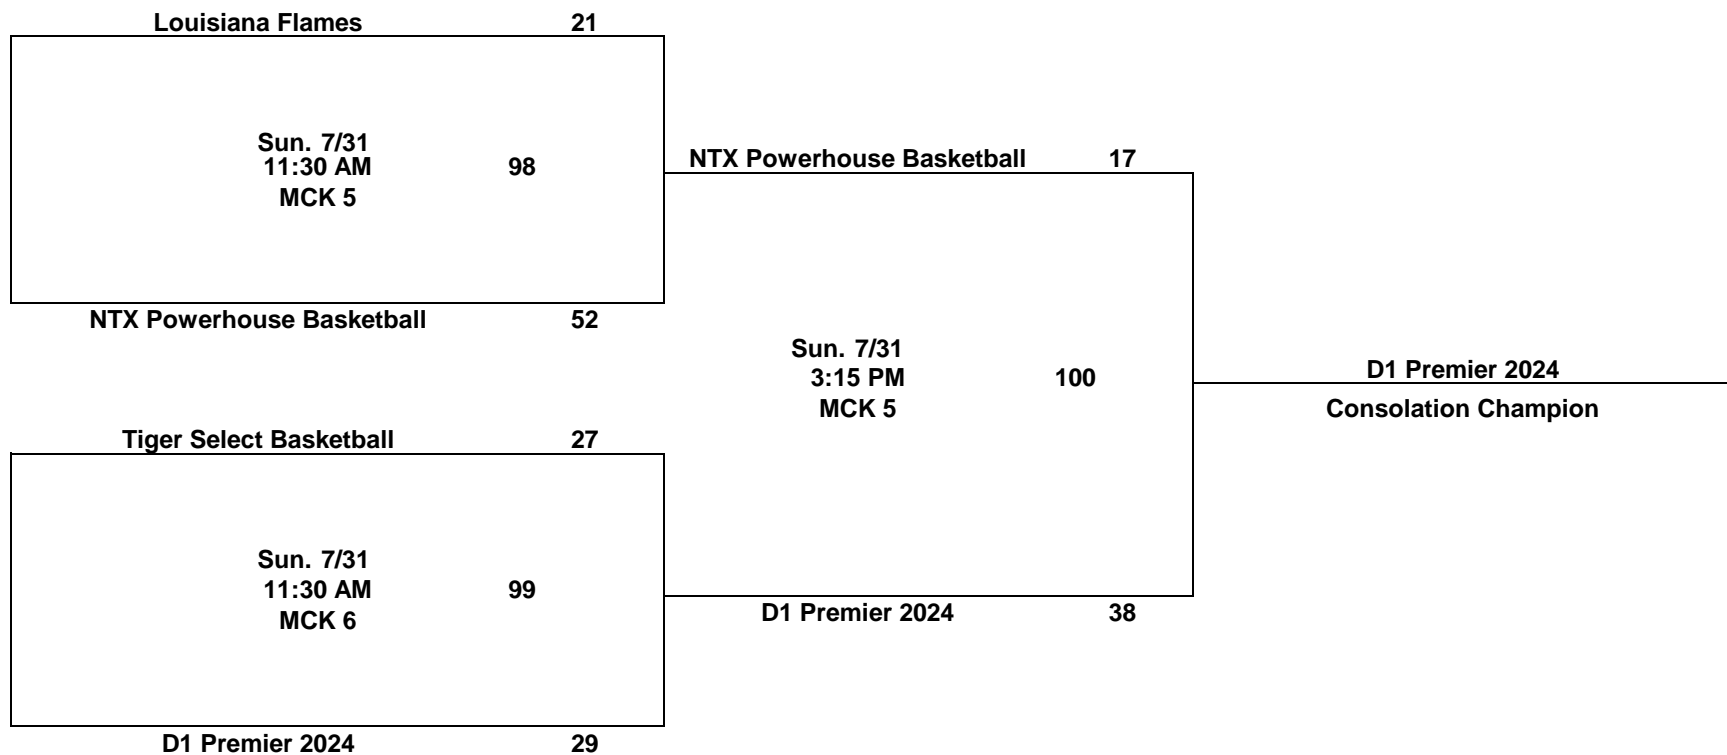 Louisiana Flames 21
Sun. 7/31
11:30 AM 98
MCK 5
NTX Powerhouse Basketball 52
NTX Powerhouse Basketball 17
Sun. 7/31
3:15 PM 100
MCK 5
D1 Premier 2024
Consolation Champion
Tiger Select Basketball 27
Sun. 7/31
11:30 AM 99
MCK 6
D1 Premier 2024 38
D1 Premier 2024 29